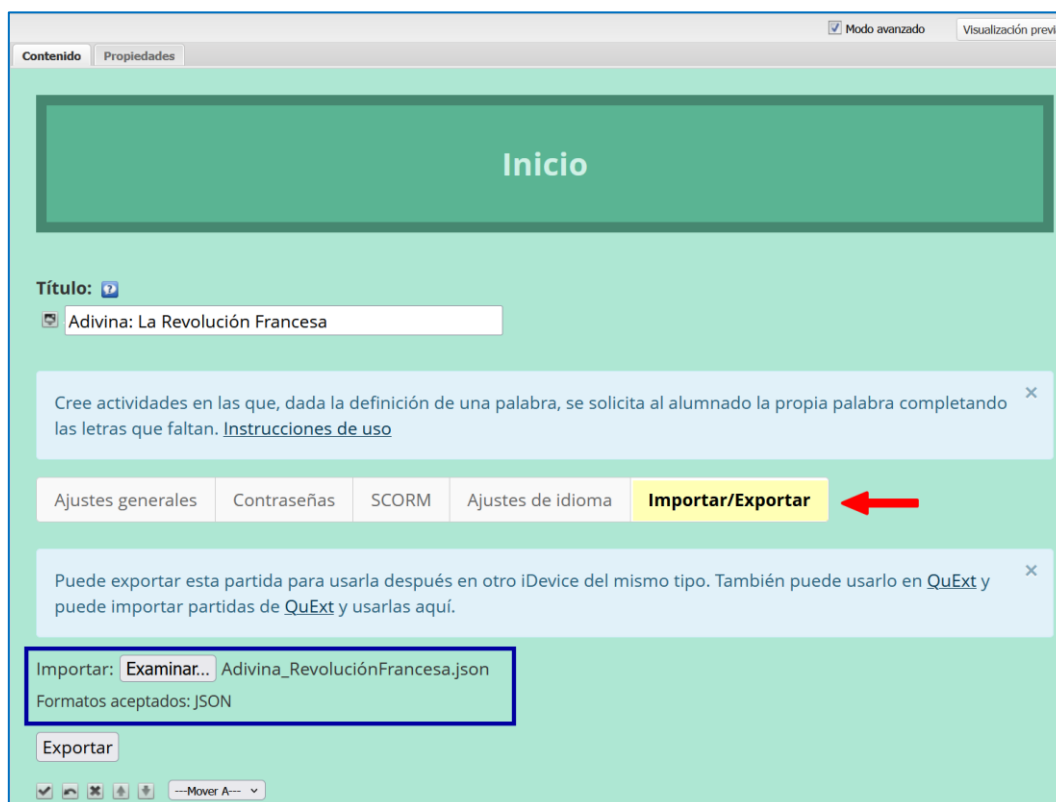 Modo avanzado Visualización previ
Contenido Propiedades
Inicio
Título: ?
Adivina: La Revolución Francesa
Cree actividades en las que, dada la definición de una palabra, se solicita al alumnado la propia palabra completando
las letras que faltan. Instrucciones de uso
Ajustes generales Contraseñas SCORM Ajustes de idioma Importar/Exportar
Puede exportar esta partida para usarla después en otro iDevice del mismo tipo. También puede usarlo en QuExt y
puede importar partidas de QuExt y usarlas aquí.
Importar: Examinar... Adivina_RevoluciónFrancesa.json
Formatos aceptados: JSON
Exportar
---Mover A---